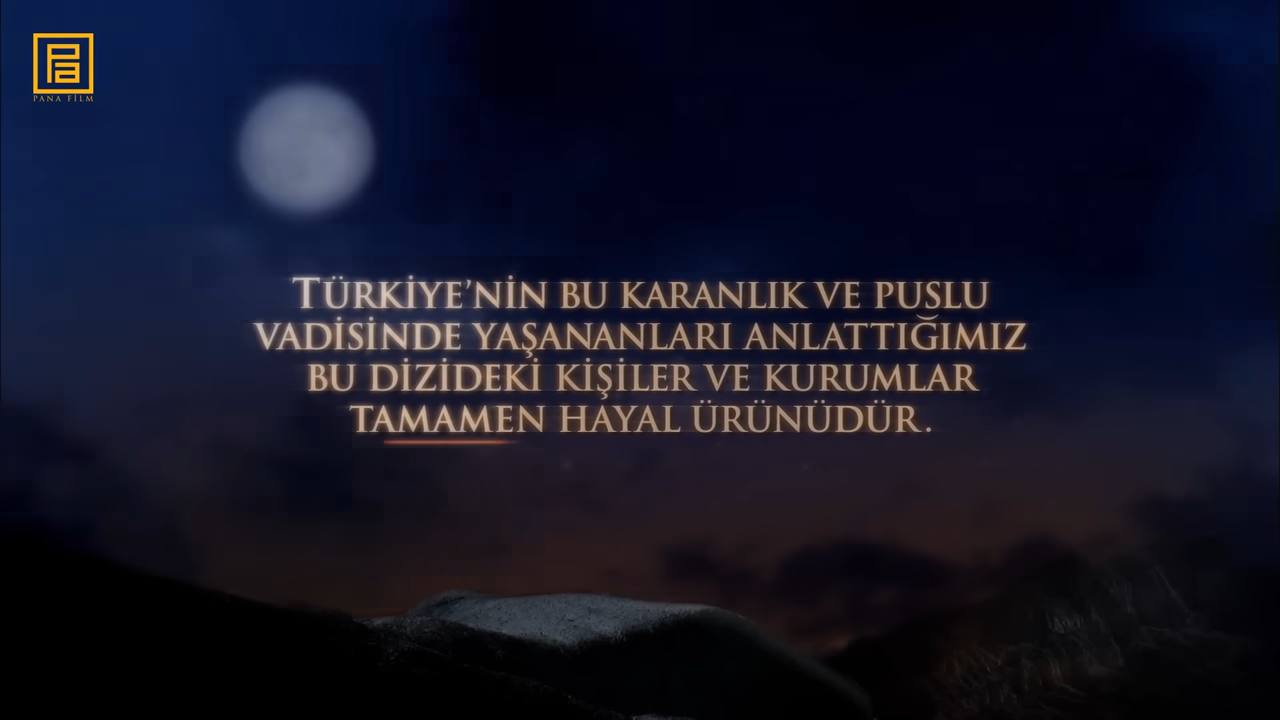 PANA FİLM
TÜRKİYE'NİN BU KARANLIK VE PUSLU
VADİSİNDE YAŞANANLARI ANLATTIĞIMIZ
BU DİZİDEKİ KİŞİLER VE KURUMLAR
TAMAMEN HAYAL ÜRÜNÜDÜR.